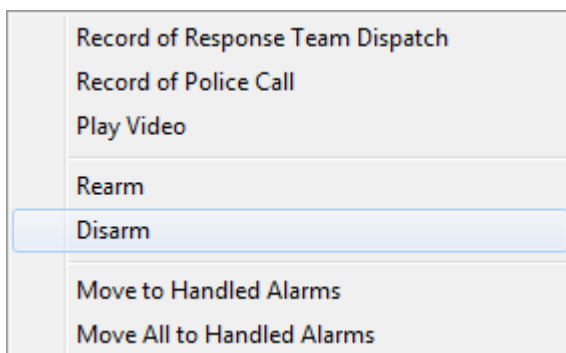 Record of Response Team Dispatch
Record of Police Call
Play Video
Rearm
Disarm
Move to Handled Alarms
Move All to Handled Alarms